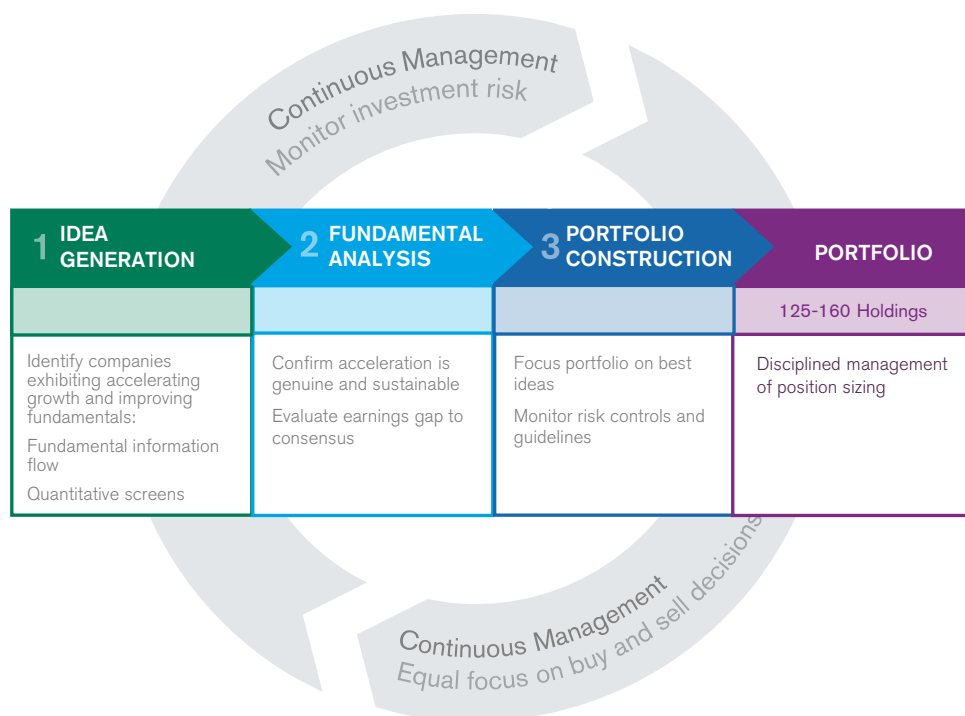 Continuous Management
Monitor investment risk
1 IDEA
GENERATION
Identify companies
exhibiting accelerating
growth and improving
fundamentals:
Fundamental information
flow
Quantitative screens
2 FUNDAMENTAL
ANALYSIS
Confirm acceleration is
genuine and sustainable
Evaluate earnings gap to
consensus
3 PORTFOLIO
CONSTRUCTION
Focus portfolio on best
ideas
Monitor risk controls and
guidelines
PORTFOLIO
125-160 Holdings
Disciplined management
of position sizing
Continuous Management
Equal focus on buy and sell decisions